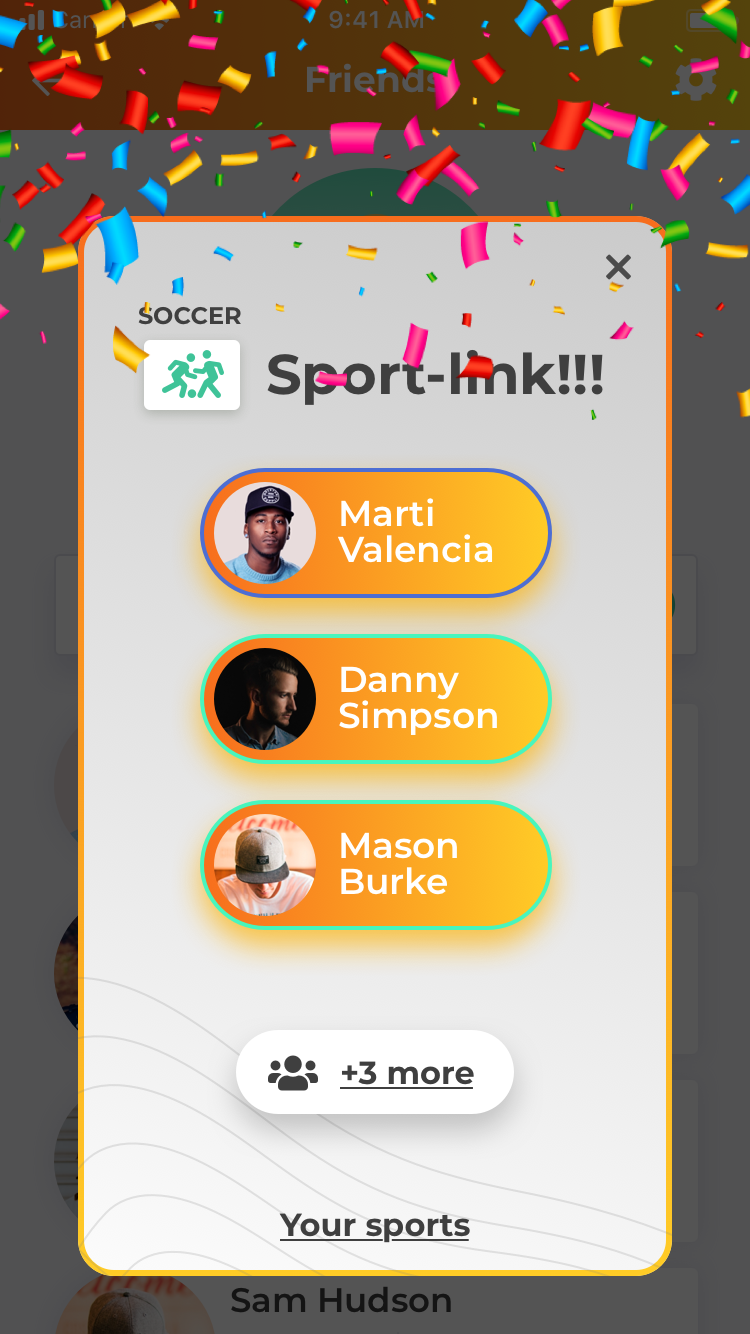 9:41 AM
Friends
SOCCER
Sport-link!!!
Marti
Valencia
Danny
Simpson
Mason
Burke
+3 more
Your sports
Sam Hudson